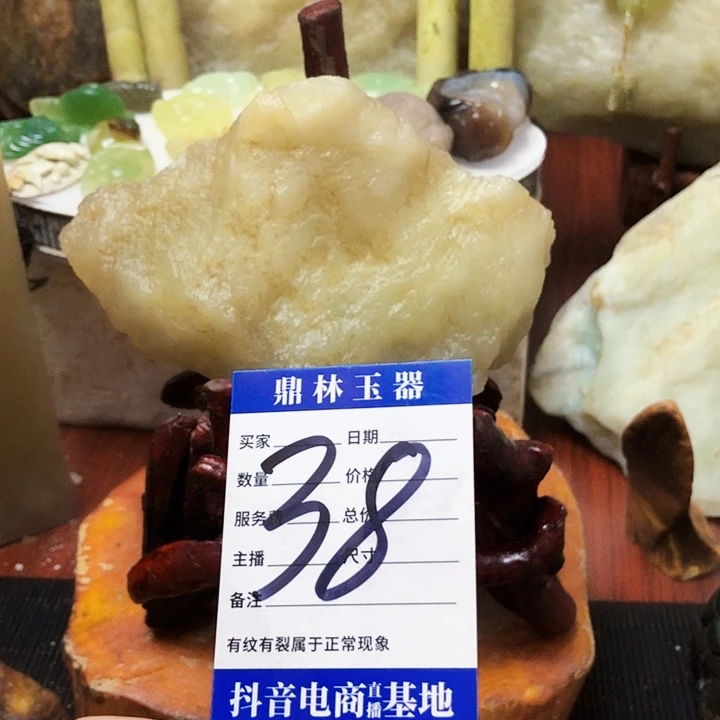 鼎林玉器
买家 日期
数量 价格
服务费 总价
主播 尺寸
备注
38
有纹有裂属于正常现象
抖音电商直播基地